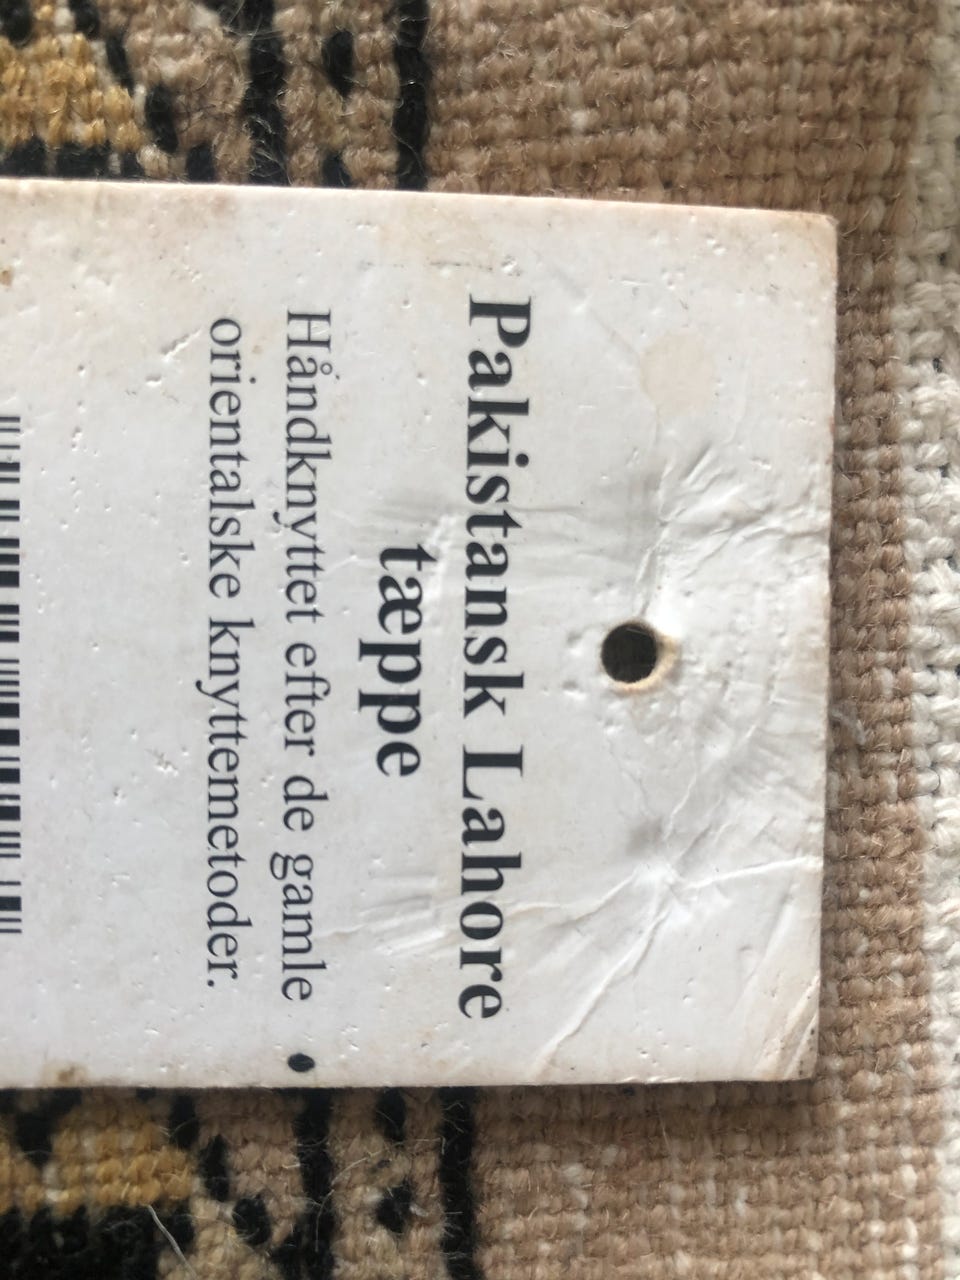 Pakistansk Lahore
tæppe
Håndknyttet efter de gamle
orientalske knyttemetoder.